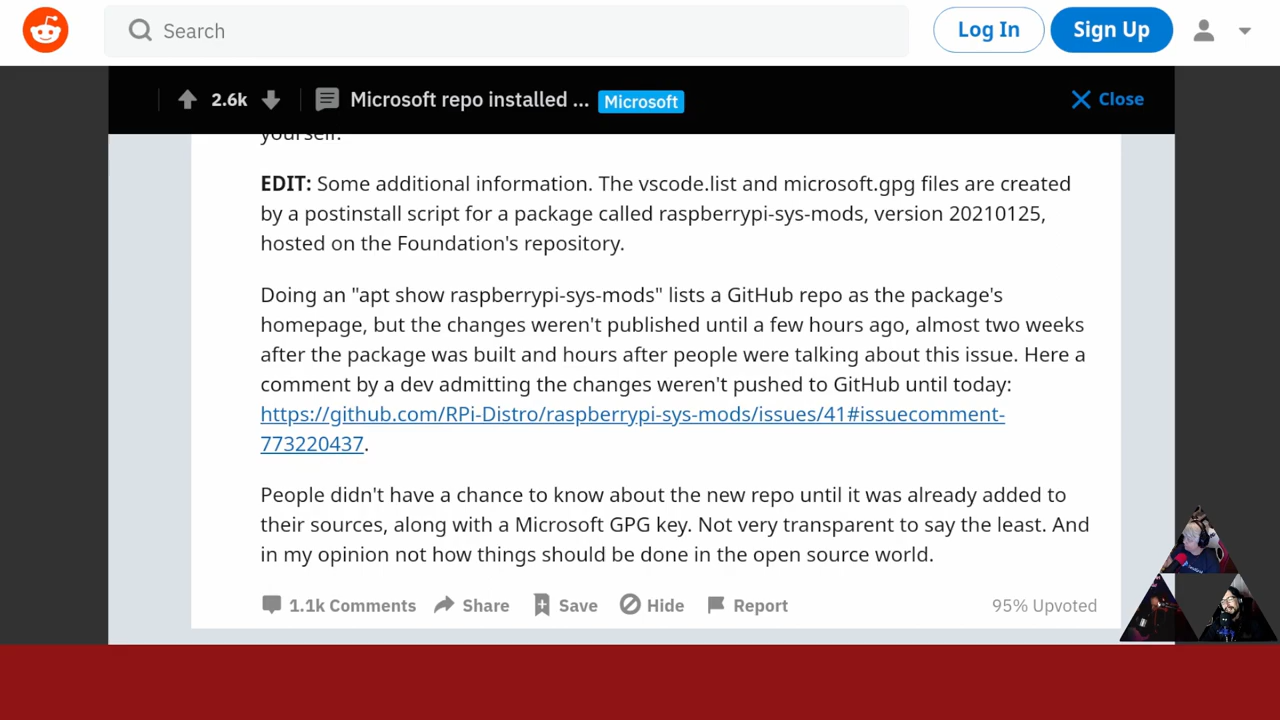 Search
Log In
Sign Up
2.6k
Microsoft repo installed ...
Microsoft
Close
yourself.
EDIT: Some additional information. The vscode.list and microsoft.gpg files are created
by a postinstall script for a package called raspberrypi-sys-mods, version 20210125,
hosted on the Foundation's repository.
Doing an "apt show raspberrypi-sys-mods" lists a GitHub repo as the package's
homepage, but the changes weren't published until a few hours ago, almost two weeks
after the package was built and hours after people were talking about this issue. Here a
comment by a dev admitting the changes weren't pushed to GitHub until today:
https://github.com/RPi-Distro/raspberrypi-sys-mods/issues/41#issuecomment-
773220437.
People didn't have a chance to know about the new repo until it was already added to
their sources, along with a Microsoft GPG key. Not very transparent to say the least. And
in my opinion not how things should be done in the open source world.
1.1k Comments
Share
Save
Hide
Report
95% Upvoted